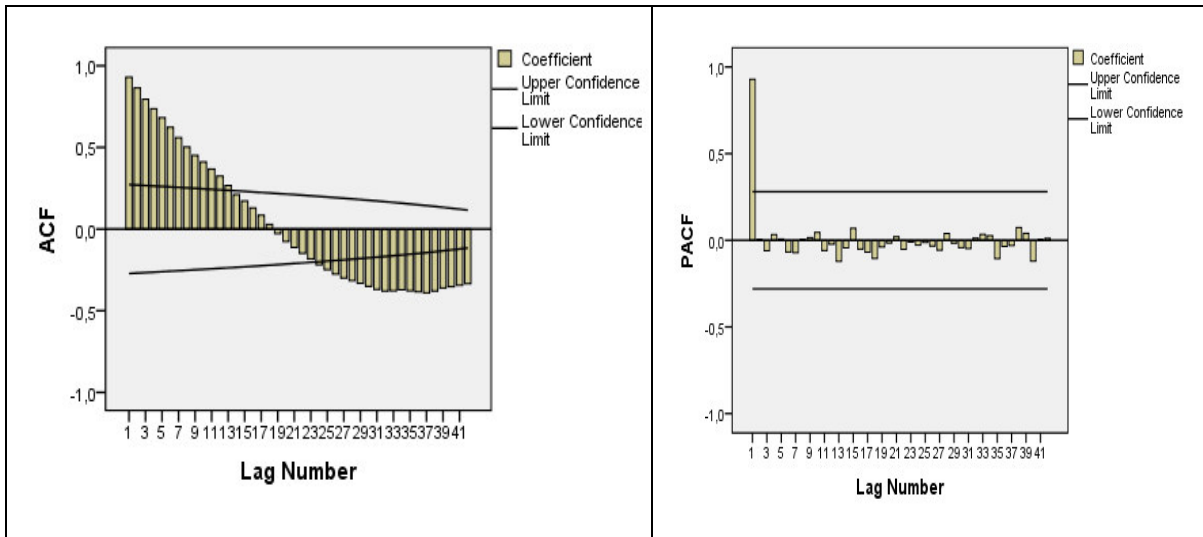 1,0
0,5
0,0
-0,5
-1,0
ACF
1 3 5 7 9 11 13 15 17 19 21 23 25 27 29 31 33 35 37 39 41
Lag Number
Coefficient
Upper Confidence
Limit
Lower Confidence
Limit
1,0
0,5
0,0
-0,5
-1,0
PACF
1 3 5 7 9 11 13 15 17 19 21 23 25 27 29 31 33 35 37 39 41
Lag Number
Coefficient
Upper Confidence
Limit
Lower Confidence
Limit